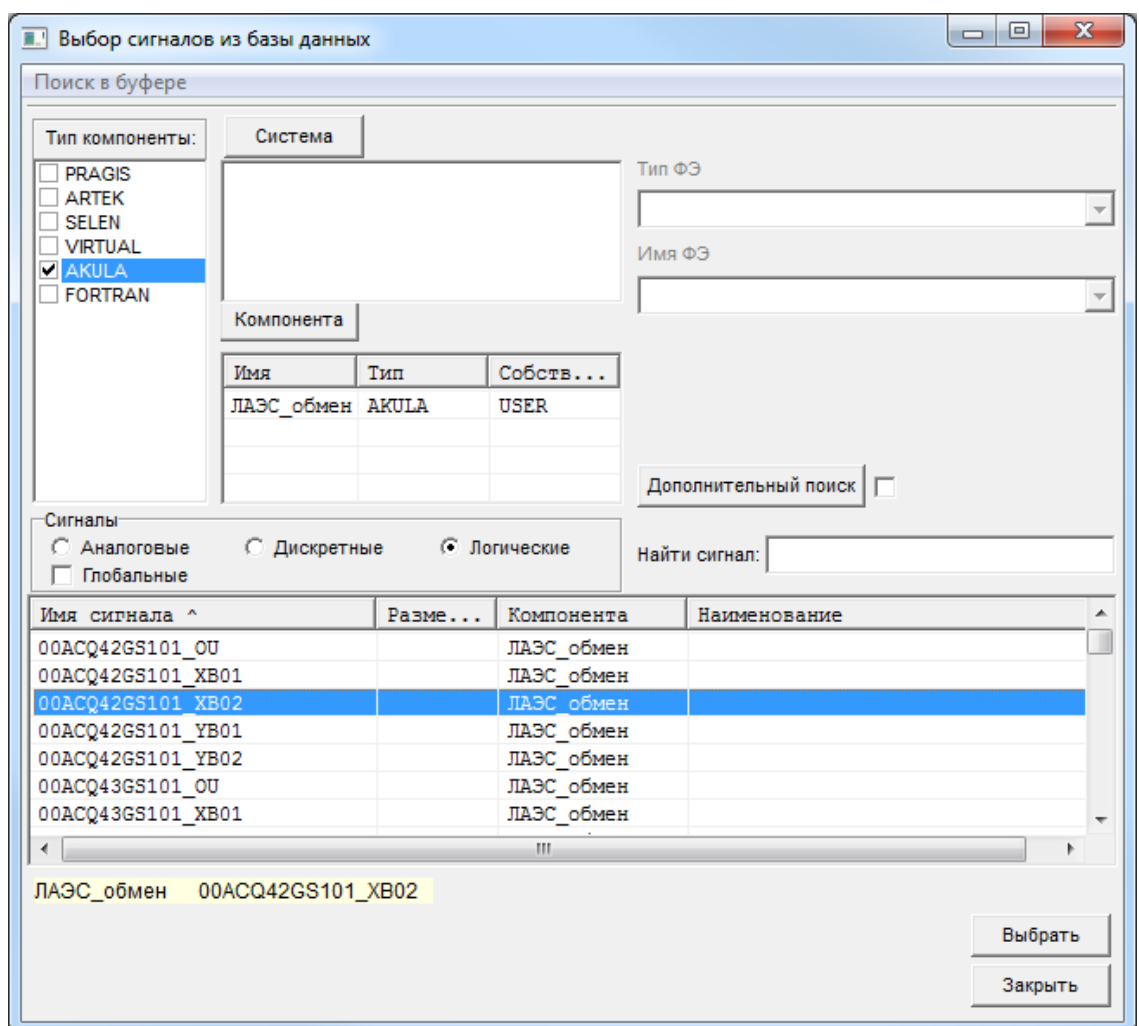 Выбор сигналов из базы данных
Поиск в буфере
Тип компоненты:
Система
PRAGIS
ARTEK
SELEN
VIRTUAL
AKULA
FORTRAN
Тип ФЭ
Имя ФЭ
Компонента
Имя Тип Собств...
ЛАЭС_обмен AKULA USER
Дополнительный поиск
Сигналы
Аналоговые Дискретные Логические
Глобальные
Найти сигнал:
Имя сигнала ^ Разме... Компонента Наименование
00ACQ42GS101_OU ЛАЭС_обмен
00ACQ42GS101_XB01 ЛАЭС_обмен
00ACQ42GS101_XB02 ЛАЭС_обмен
00ACQ42GS101_YB01 ЛАЭС_обмен
00ACQ42GS101_YB02 ЛАЭС_обмен
00ACQ43GS101_OU ЛАЭС_обмен
00ACQ43GS101_XB01 ЛАЭС_обмен
ЛАЭС_обмен 00ACQ42GS101_XB02
Выбрать
Закрыть